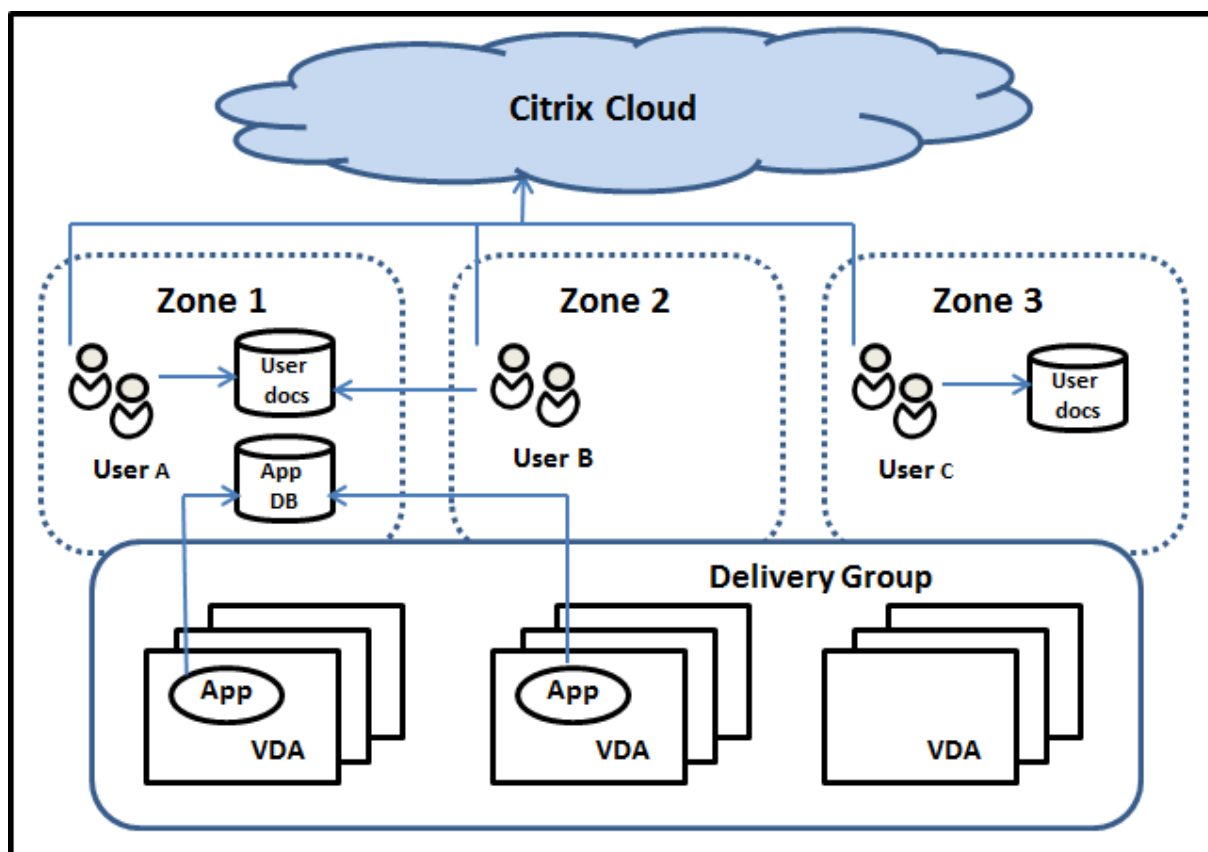 Citrix Cloud
Zone 1
Zone 2
Zone 3
User
docs
User A
App
DB
User B
User
docs
User C
Delivery Group
App
VDA
App
VDA
VDA